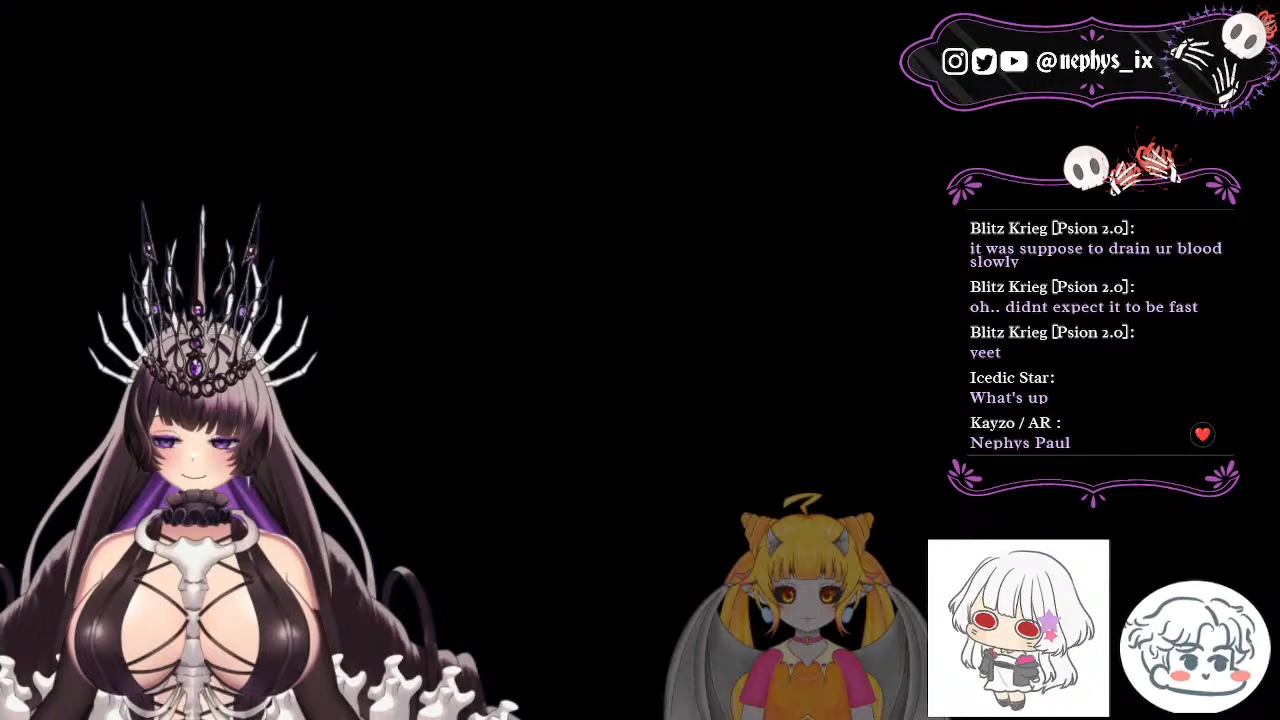 @nephys_ix
Blitz Krieg [Psion 2.0]:
it was suppose to drain ur blood
slowly
Blitz Krieg [Psion 2.0]:
oh.. didnt expect it to be fast
Blitz Krieg [Psion 2.0]:
yeet
Icedic Star:
What's up
Kayzo / AR :
Nephys Paul